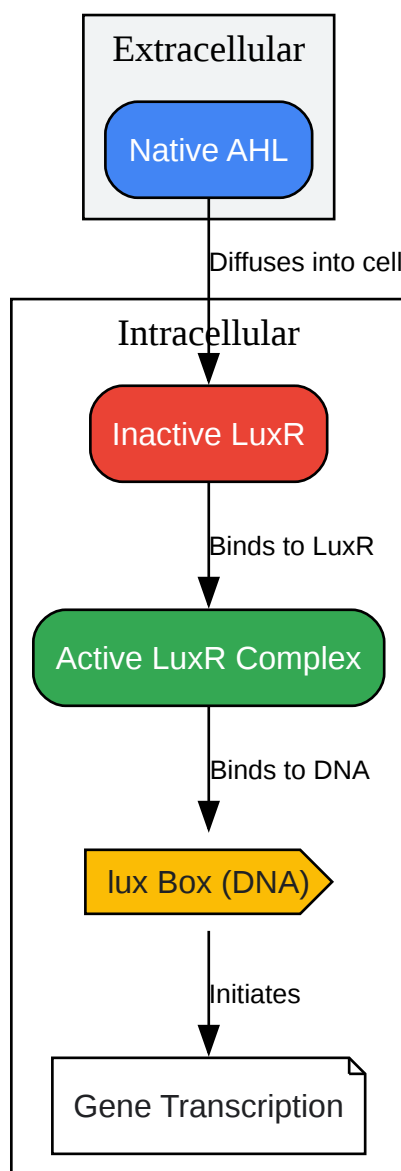 Extracellular
Native AHL
Diffuses into cell
Intracellular
Inactive LuxR
Binds to LuxR
Active LuxR Complex
Binds to DNA
lux Box (DNA)
Initiates
Gene Transcription